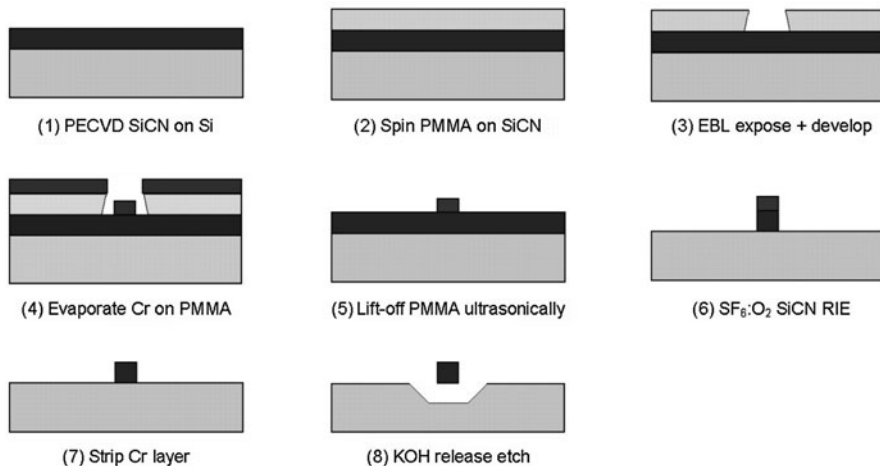 (1) PECVD SiCN on Si
(2) Spin PMMA on SiCN
(3) EBL expose + develop
(4) Evaporate Cr on PMMA
(5) Lift-off PMMA ultrasonically
(6) SF₆:O₂ SiCN RIE
(7) Strip Cr layer
(8) KOH release etch